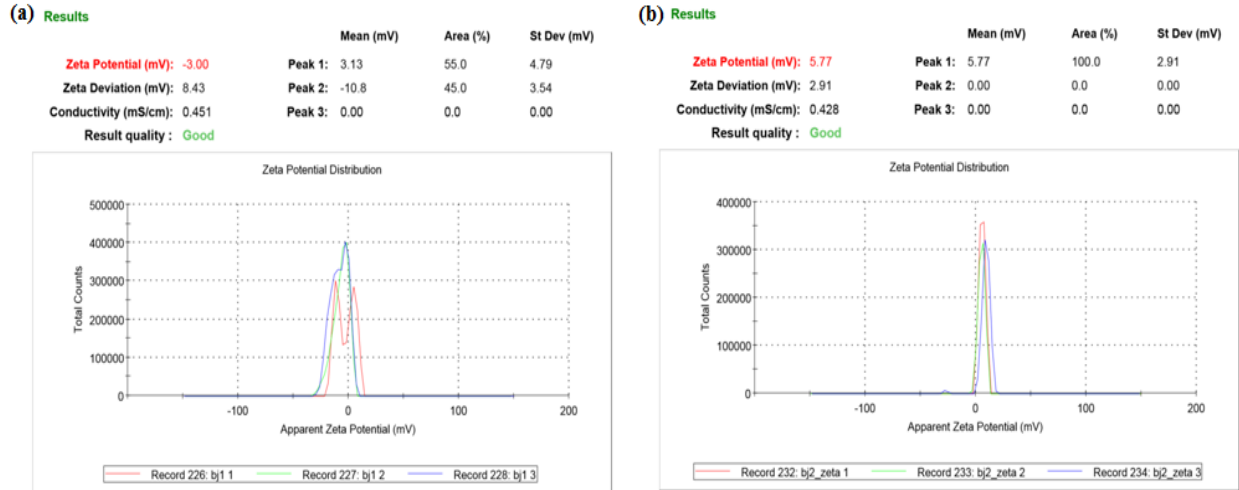 (a) Results
Mean (mV) Area (%) St Dev (mV)
Zeta Potential (mV): -3.00 Peak 1: 3.13 55.0 4.79
Zeta Deviation (mV): 8.43 Peak 2: -10.8 45.0 3.54
Conductivity (mS/cm): 0.451 Peak 3: 0.00 0.0 0.00
Result quality : Good
Zeta Potential Distribution
500000
400000
300000
200000
100000
0
Total Counts
-100 0 100 200
Apparent Zeta Potential (mV)
Record 226: bj1 1 Record 227: bj1 2 Record 228: bj1 3
(b) Results
Mean (mV) Area (%) St Dev (mV)
Zeta Potential (mV): 5.77 Peak 1: 5.77 100.0 2.91
Zeta Deviation (mV): 2.91 Peak 2: 0.00 0.0 0.00
Conductivity (mS/cm): 0.428 Peak 3: 0.00 0.0 0.00
Result quality : Good
Zeta Potential Distribution
400000
300000
200000
100000
0
Total Counts
-100 0 100 200
Apparent Zeta Potential (mV)
Record 232: bj2_zeta 1 Record 233: bj2_zeta 2 Record 234: bj2_zeta 3